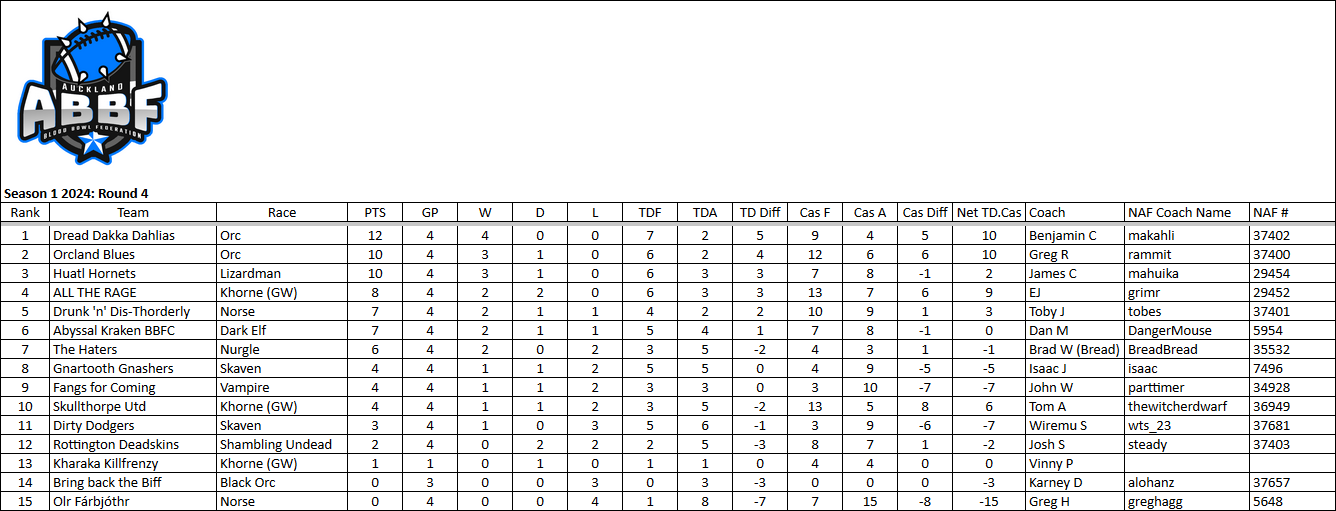 AUCKLAND
ABBF
BLOOD BOWL FEDERATION
Season 1 2024: Round 4
Rank Team Race PTS GP W D L TDF TDA TD Diff Cas F Cas A Cas Diff Net TD.Cas Coach NAF Coach Name NAF #
1 Dread Dakka Dahlias Orc 12 4 4 0 0 7 2 5 9 4 5 10 Benjamin C makahli 37402
2 Orcland Blues Orc 10 4 3 1 0 6 2 4 12 6 6 10 Greg R rammit 37400
3 Huatl Hornets Lizardman 10 4 3 1 0 6 3 3 7 8 -1 2 James C mahuika 29454
4 ALL THE RAGE Khorne (GW) 8 4 2 2 0 6 3 3 13 7 6 9 EJ grimr 29452
5 Drunk 'n' Dis-Thorderly Norse 7 4 2 1 1 4 2 2 10 9 1 3 Toby J tobes 37401
6 Abyssal Kraken BBFC Dark Elf 7 4 2 1 1 5 4 1 7 8 -1 0 Dan M DangerMouse 5954
7 The Haters Nurgle 6 4 2 0 2 3 5 -2 4 3 1 -1 Brad W (Bread) BreadBread 35532
8 Gnartooth Gnashers Skaven 4 4 1 1 2 5 5 0 4 9 -5 -5 Isaac J isaac 7496
9 Fangs for Coming Vampire 4 4 1 1 2 3 3 0 3 10 -7 -7 John W parttimer 34928
10 Skullthorpe Utd Khorne (GW) 4 4 1 1 2 3 5 -2 13 5 8 6 Tom A thewitcherdwarf 36949
11 Dirty Dodgers Skaven 3 4 1 0 3 5 6 -1 3 9 -6 -7 Wiremu S wts_23 37681
12 Rottington Deadskins Shambling Undead 2 4 0 2 2 2 5 -3 8 7 1 -2 Josh S steady 37403
13 Kharaka Killfrenzy Khorne (GW) 1 1 0 1 0 1 1 0 4 4 0 0 Vinny P
14 Bring back the Biff Black Orc 0 3 0 0 3 0 3 -3 0 0 0 -3 Karney D alohanz 37657
15 Olr Fárbjóthr Norse 0 4 0 0 4 1 8 -7 7 15 -8 -15 Greg H greghagg 5648